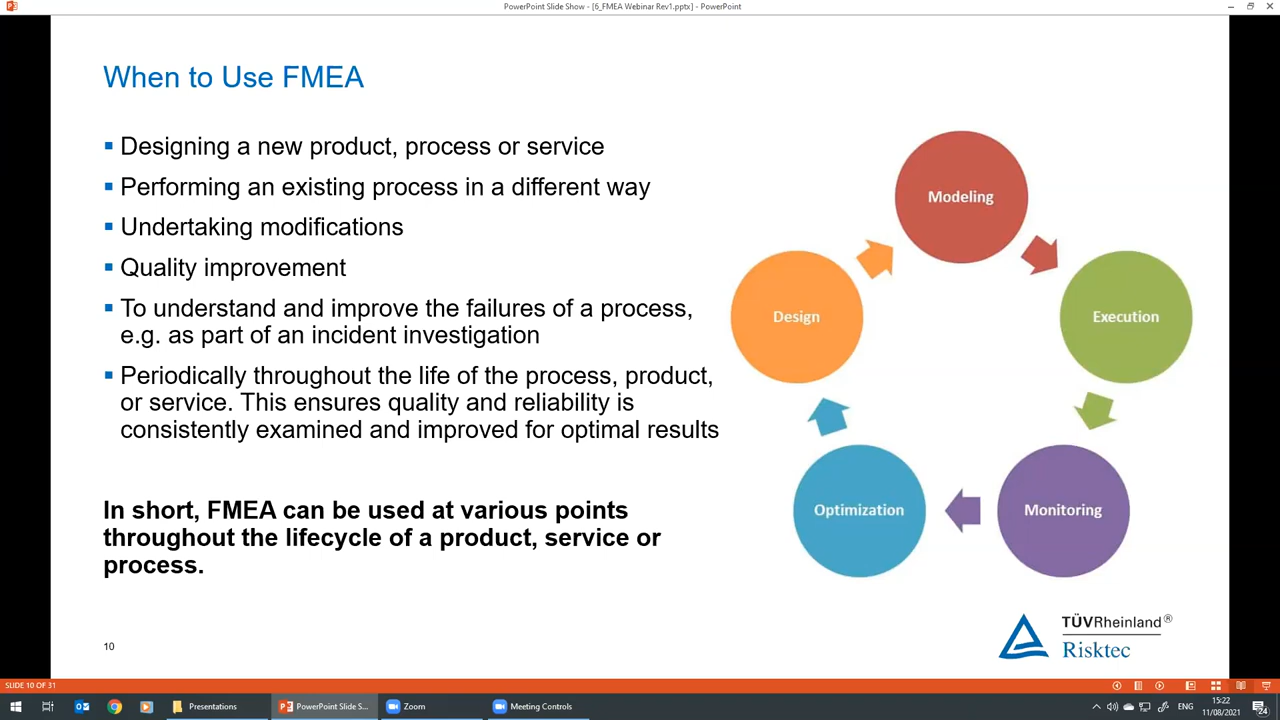 PowerPoint Slide Show - [6_FMEA Webinar Rev1.pptx] - PowerPoint
When to Use FMEA
Designing a new product, process or service
Performing an existing process in a different way
Undertaking modifications
Quality improvement
To understand and improve the failures of a process,
e.g. as part of an incident investigation
Periodically throughout the life of the process, product,
or service. This ensures quality and reliability is
consistently examined and improved for optimal results
In short, FMEA can be used at various points
throughout the lifecycle of a product, service or
process.
Modeling
Execution
Monitoring
Optimization
Design
10
TÜVRheinland®
Risktec
SLIDE 10 OF 31
Presentations
PowerPoint Slide S...
Zoom
Meeting Controls
ENG
15:22
11/08/2021
24